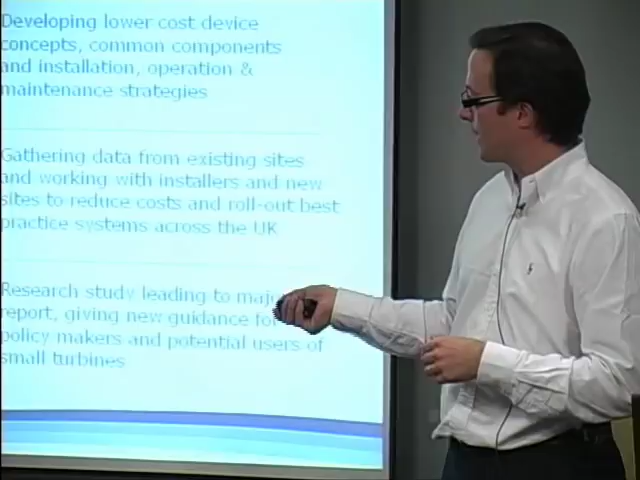 Developing lower cost device
concepts, common components
and installation, operation &
maintenance strategies
Gathering data from existing sites
and working with installers and new
sites to reduce costs and roll-out best
practice systems across the UK
Research study leading to
report, giving new guidance for
policy makers and potential users of
small turbines